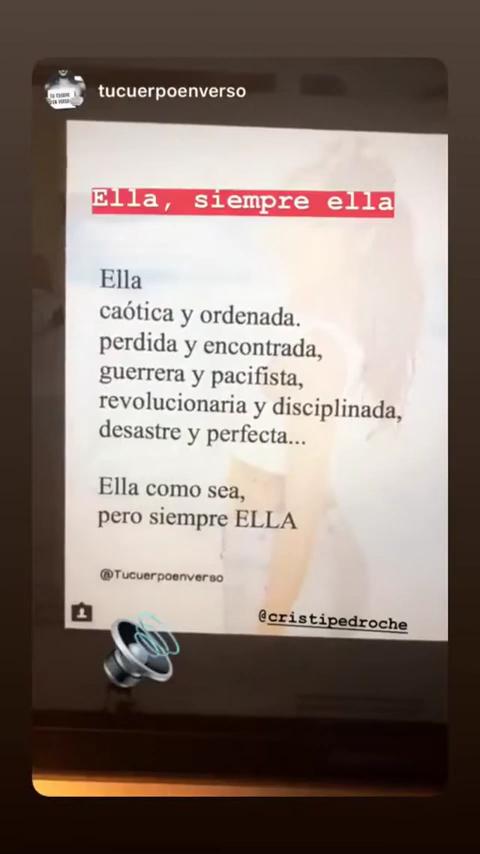 tucuerpoenverso
Ella, siempre ella
Ella
caótica y ordenada.
perdida y encontrada,
guerrera y pacifista,
revolucionaria y disciplinada,
desastre y perfecta...
Ella como sea,
pero siempre ELLA
@Tucuerpoenverso
@cristipedroche